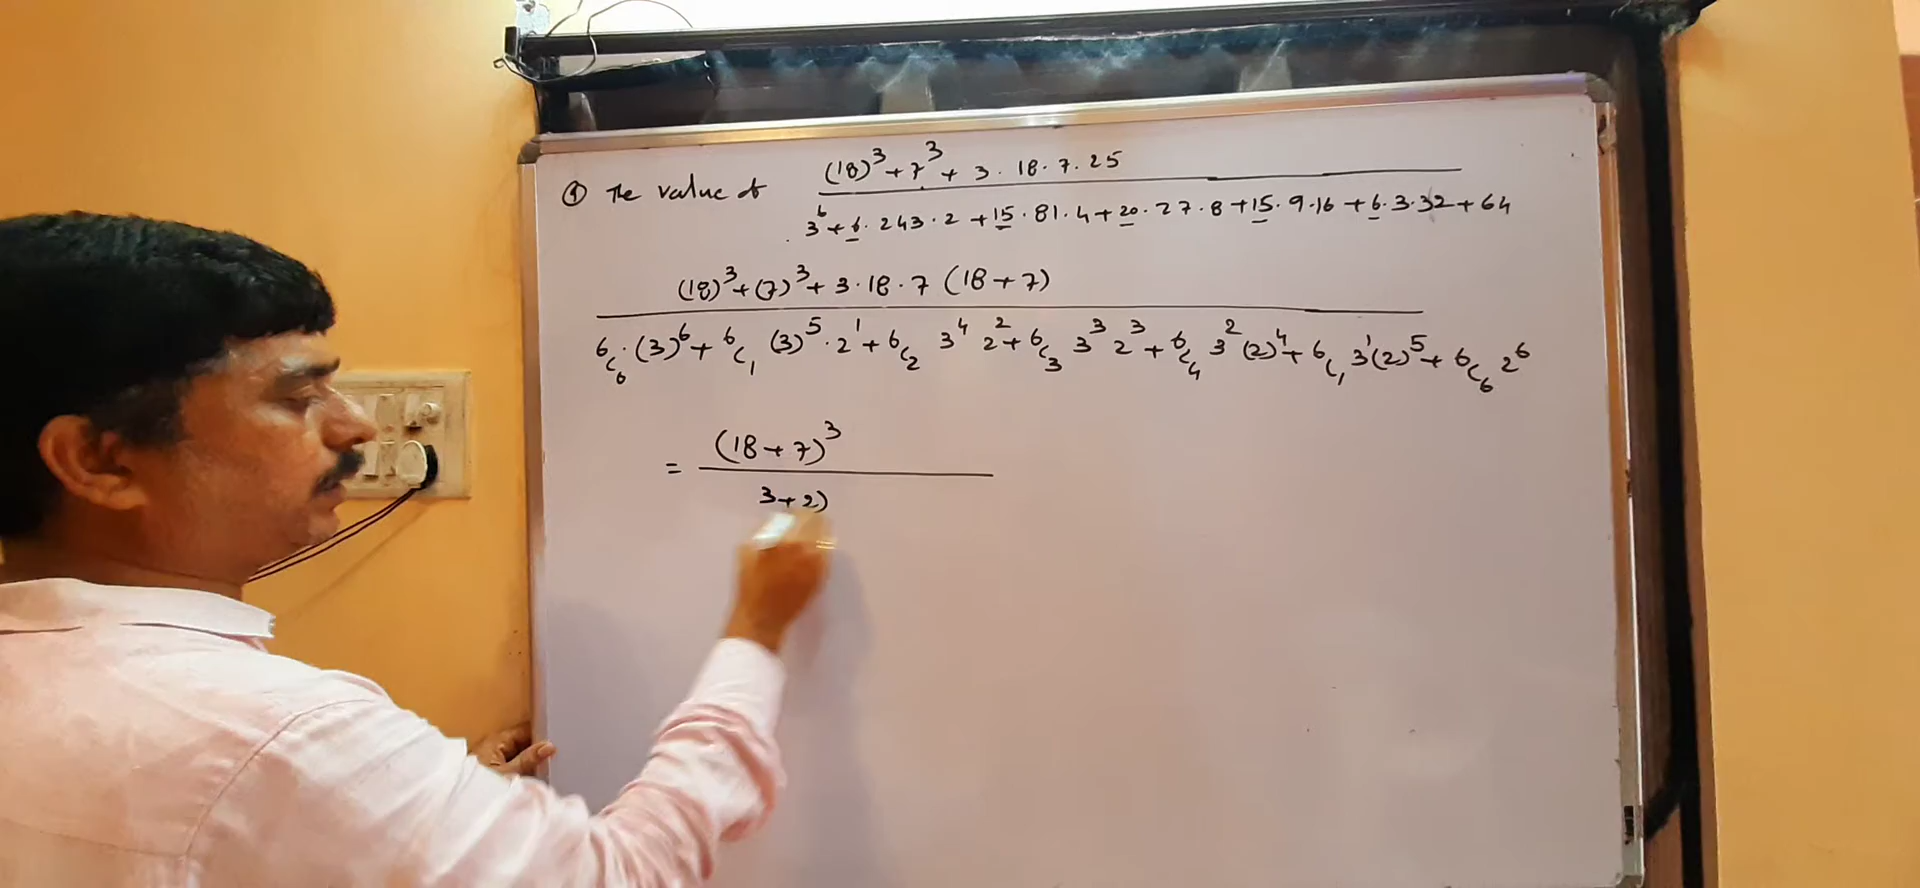 ① The value of (18)³ + 7³ + 3 · 18 · 7 · 25
3⁶ + 6 · 243 · 2 + 15 · 81 · 4 + 20 · 27 · 8 + 15 · 9 · 16 + 6 · 3 · 32 + 64
(18)³ + (7)³ + 3 · 18 · 7 (18 + 7)
⁶C₀ · (3)⁶ + ⁶C₁ (3)⁵ · 2¹ + ⁶C₂ 3⁴ 2² + ⁶C₃ 3³ 2³ + ⁶C₄ 3² (2)⁴ + ⁶C₁ 3¹ (2)⁵ + ⁶C₆ 2⁶
= (18 + 7)³
3 + 2)